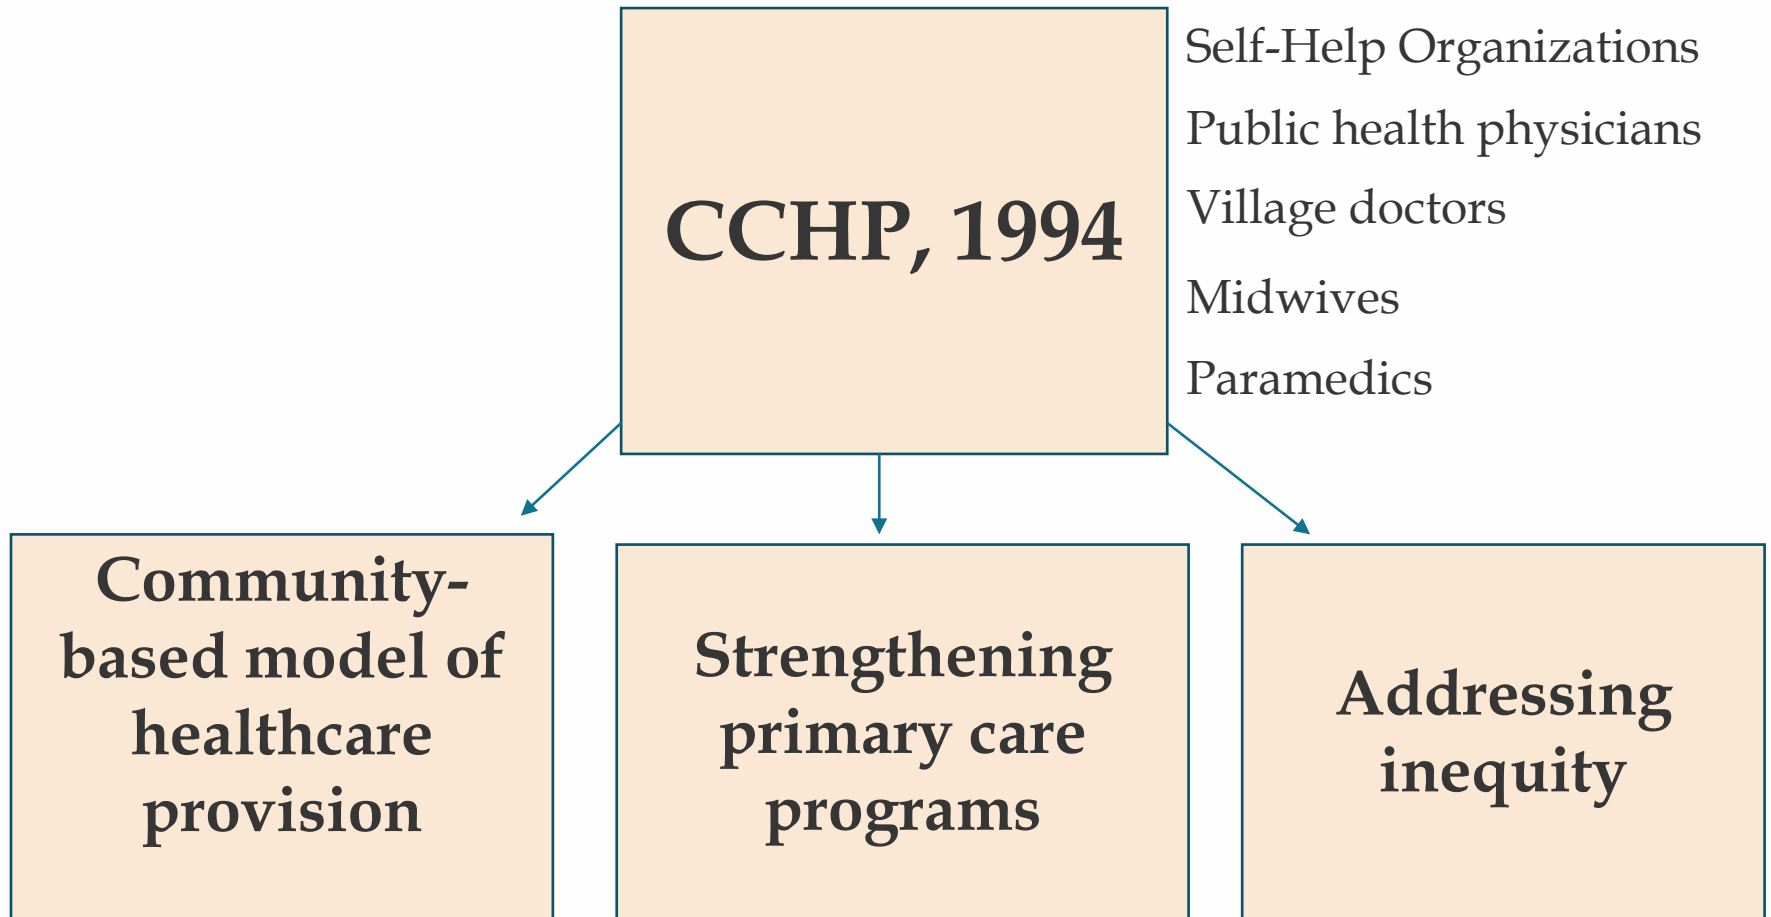 CCHP, 1994
Self-Help Organizations
Public health physicians
Village doctors
Midwives
Paramedics
Community-
based model of
healthcare
provision
Strengthening
primary care
programs
Addressing
inequity